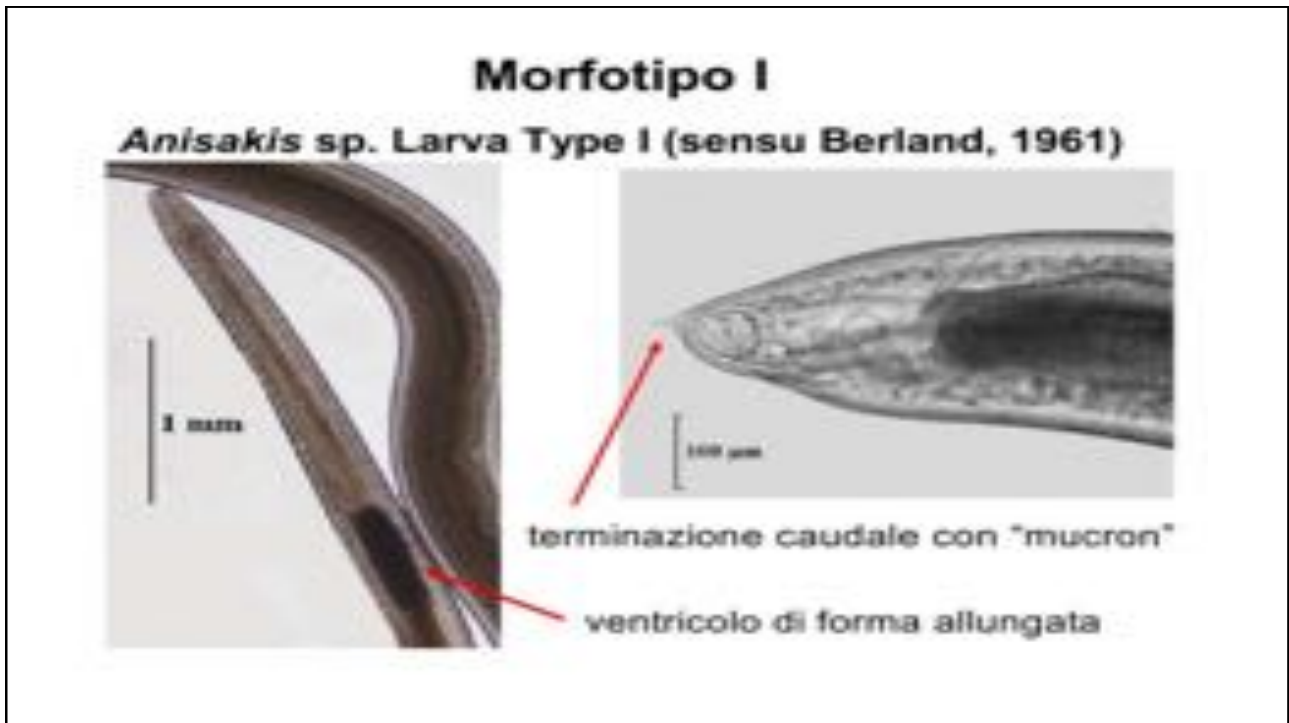 Morfotipo I
Anisakis sp. Larva Type I (sensu Berland, 1961)
1 mm
100 µm
terminazione caudale con "mucron"
ventricolo di forma allungata